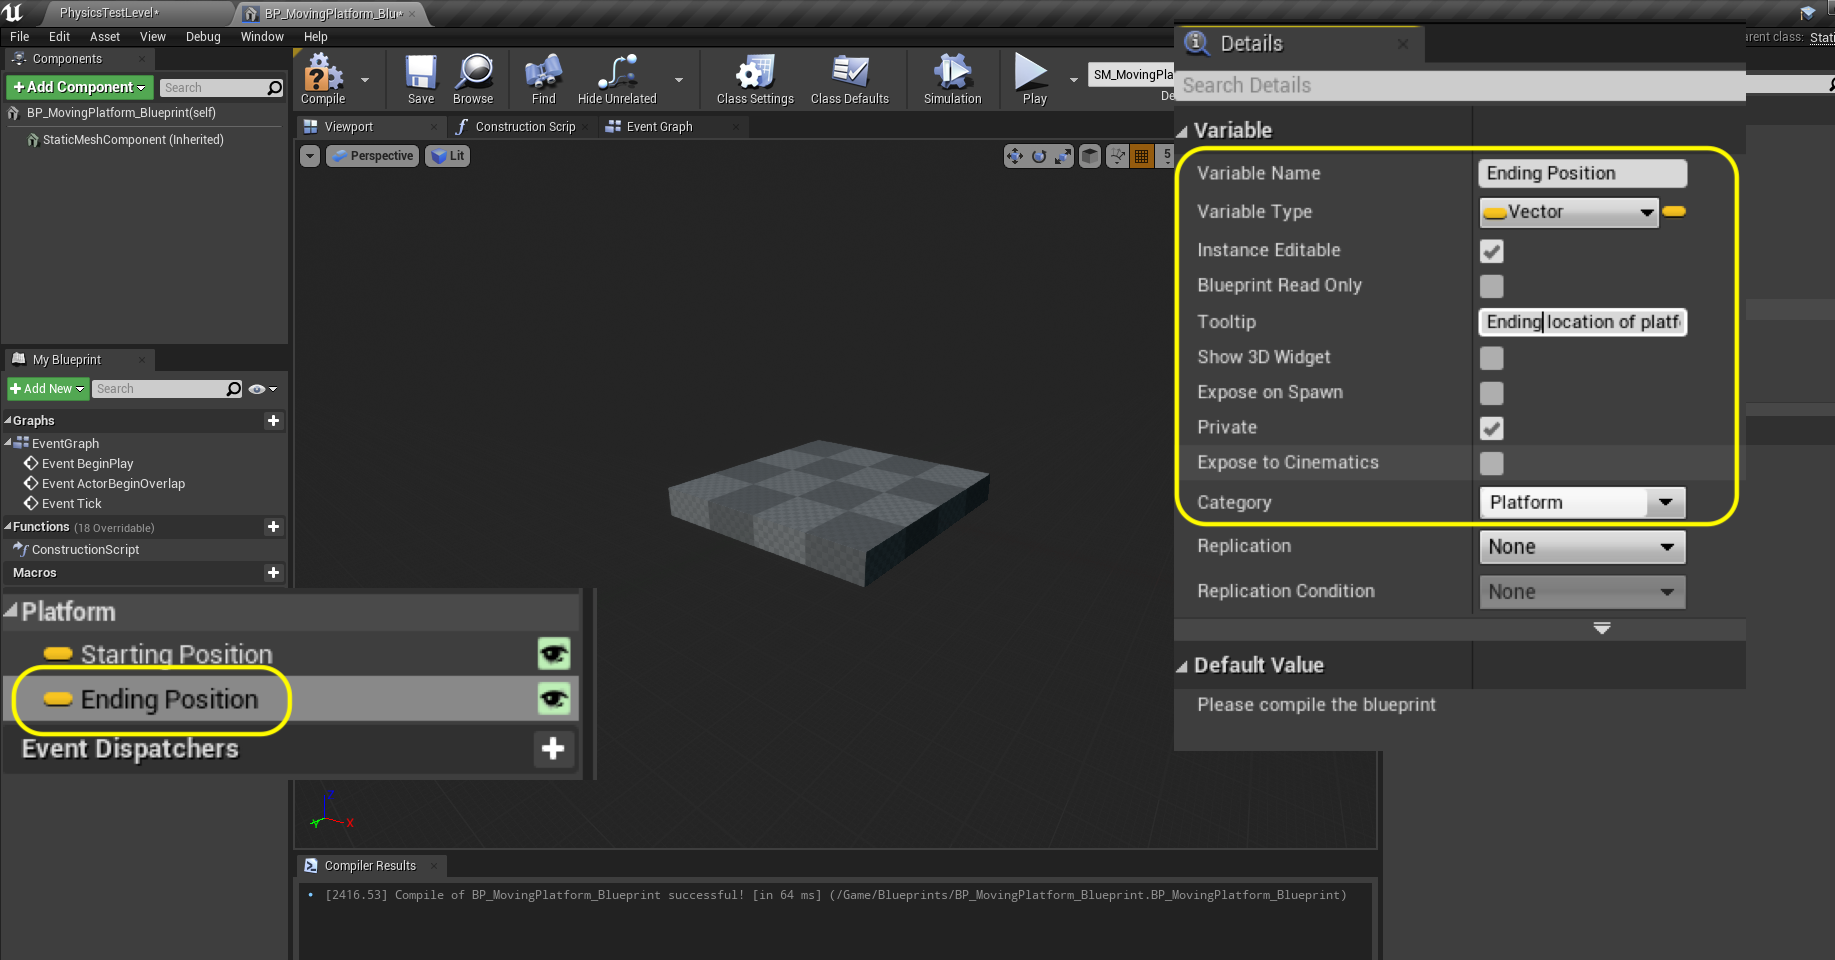 PhysicsTestLevel*
BP_MovingPlatform_Blu*
File Edit Asset View Debug Window Help
Components
+Add Component
Search
BP_MovingPlatform_Blueprint(self)
StaticMeshComponent (Inherited)
My Blueprint
+Add New
Search
Graphs
EventGraph
Event BeginPlay
Event ActorBeginOverlap
Event Tick
Functions (18 Overridable)
ConstructionScript
Macros
Platform
Starting Position
Ending Position
Event Dispatchers
Compile Save Browse Find Hide Unrelated Class Settings Class Defaults Simulation Play
SM_MovingPla
De
Viewport
Construction Scrip
Event Graph
Perspective
Lit
5
Z
Y
X
Compiler Results
• [2416.53] Compile of BP_MovingPlatform_Blueprint successful! [in 64 ms] (/Game/Blueprints/BP_MovingPlatform_Blueprint.BP_MovingPlatform_Blueprint)
arent class: Stati
Details
Search Details
Variable
Variable Name Ending Position
Variable Type Vector
Instance Editable
Blueprint Read Only
Tooltip Ending location of platf
Show 3D Widget
Expose on Spawn
Private
Expose to Cinematics
Category Platform
Replication None
Replication Condition None
Default Value
Please compile the blueprint